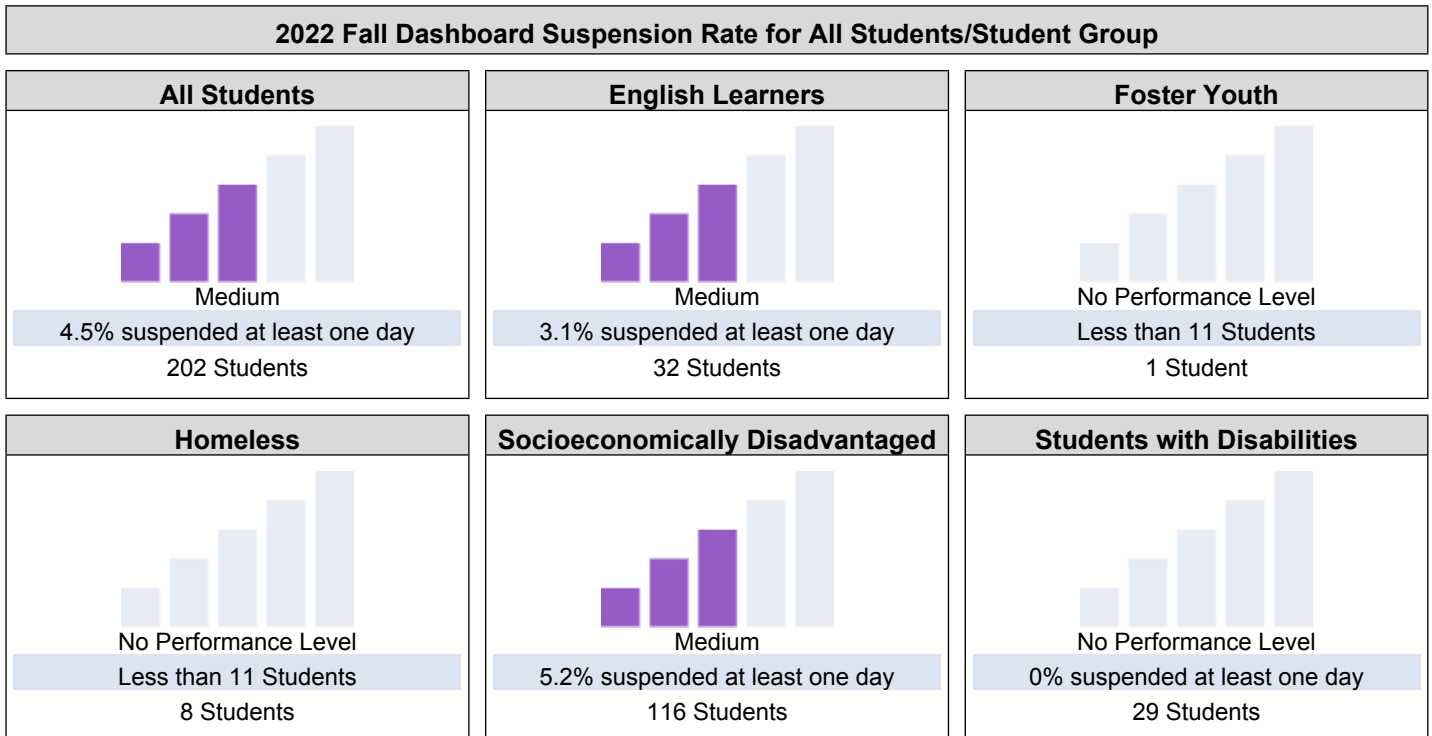 2022 Fall Dashboard Suspension Rate for All Students/Student Group
All Students
Medium
4.5% suspended at least one day
202 Students
English Learners
Medium
3.1% suspended at least one day
32 Students
Foster Youth
No Performance Level
Less than 11 Students
1 Student
Homeless
No Performance Level
Less than 11 Students
8 Students
Socioeconomically Disadvantaged
Medium
5.2% suspended at least one day
116 Students
Students with Disabilities
No Performance Level
0% suspended at least one day
29 Students